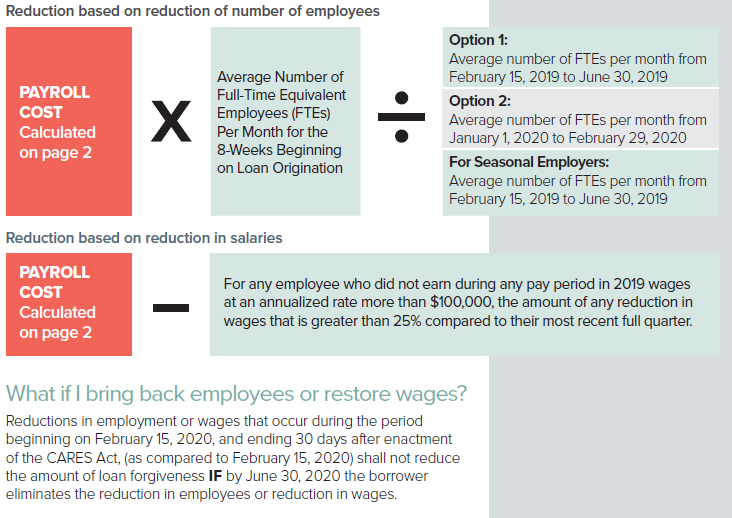 Reduction based on reduction of number of employees
PAYROLL
COST
Calculated
on page 2
X
Average Number of
Full-Time Equivalent
Employees (FTEs)
Per Month for the
8-Weeks Beginning
on Loan Origination
÷
Option 1:
Average number of FTEs per month from
February 15, 2019 to June 30, 2019
Option 2:
Average number of FTEs per month from
January 1, 2020 to February 29, 2020
For Seasonal Employers:
Average number of FTEs per month from
February 15, 2019 to June 30, 2019
Reduction based on reduction in salaries
PAYROLL
COST
Calculated
on page 2
–
For any employee who did not earn during any pay period in 2019 wages
at an annualized rate more than $100,000, the amount of any reduction in
wages that is greater than 25% compared to their most recent full quarter.
What if I bring back employees or restore wages?
Reductions in employment or wages that occur during the period
beginning on February 15, 2020, and ending 30 days after enactment
of the CARES Act, (as compared to February 15, 2020) shall not reduce
the amount of loan forgiveness IF by June 30, 2020 the borrower
eliminates the reduction in employees or reduction in wages.